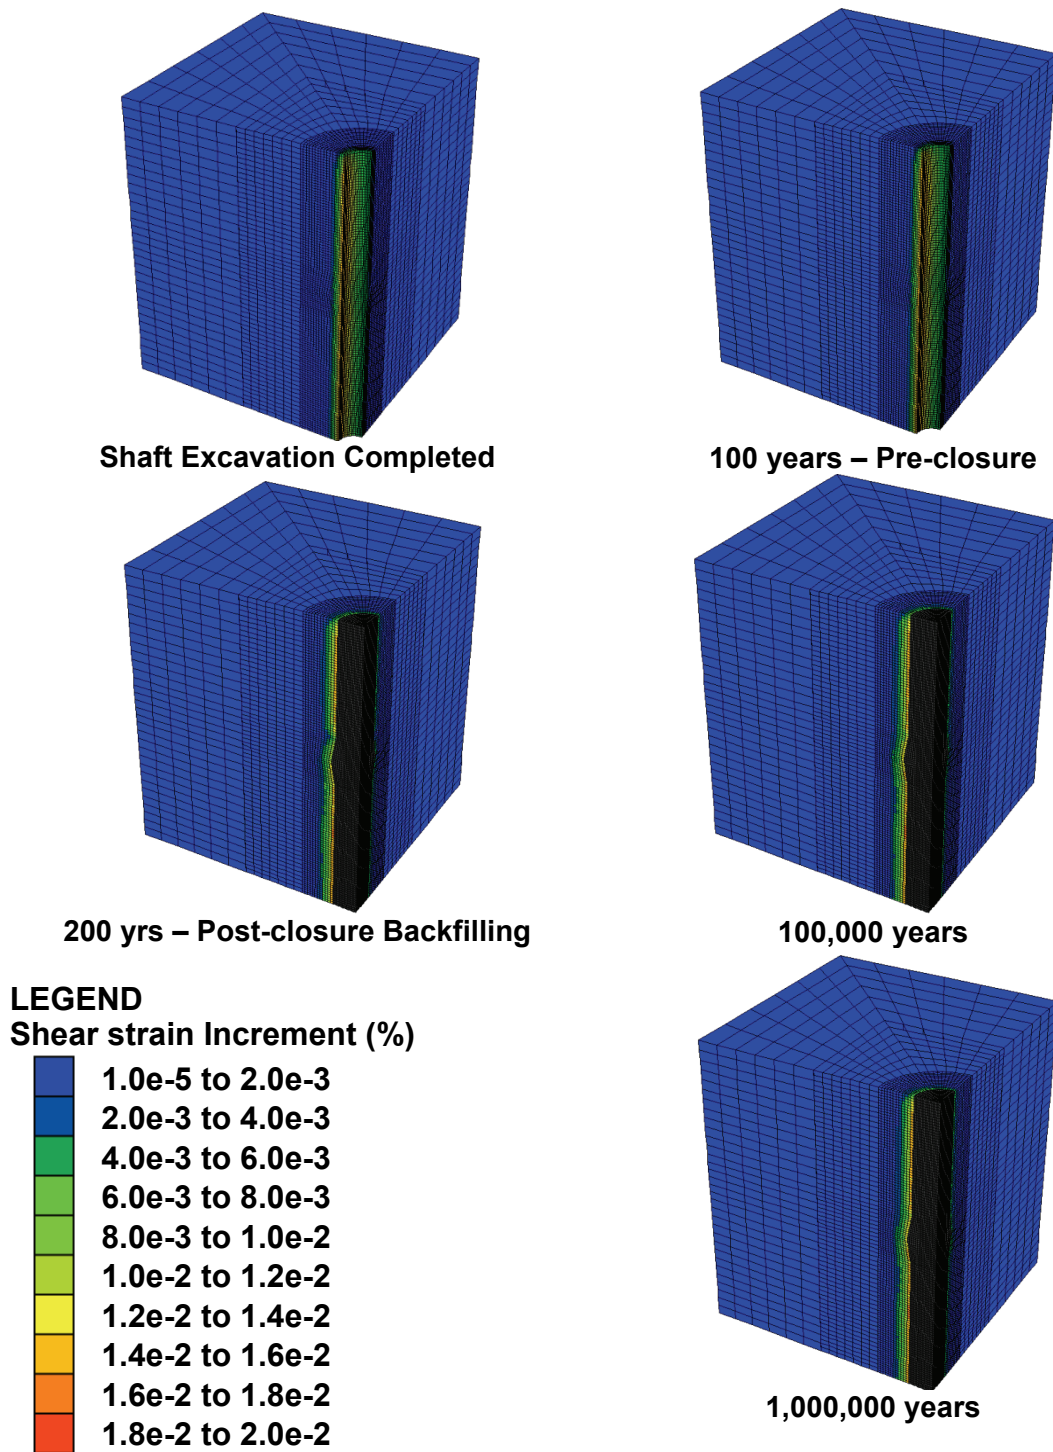 Shaft Excavation Completed
100 years – Pre-closure
200 yrs – Post-closure Backfilling
100,000 years
LEGEND
Shear strain Increment (%)
1.0e-5 to 2.0e-3
2.0e-3 to 4.0e-3
4.0e-3 to 6.0e-3
6.0e-3 to 8.0e-3
8.0e-3 to 1.0e-2
1.0e-2 to 1.2e-2
1.2e-2 to 1.4e-2
1.4e-2 to 1.6e-2
1.6e-2 to 1.8e-2
1.8e-2 to 2.0e-2
1,000,000 years